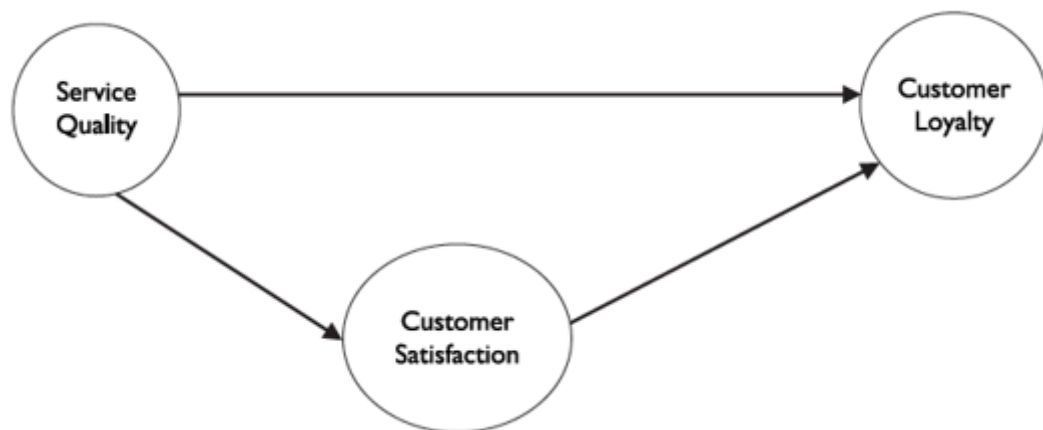 Service
Quality
Customer
Loyalty
Customer
Satisfaction